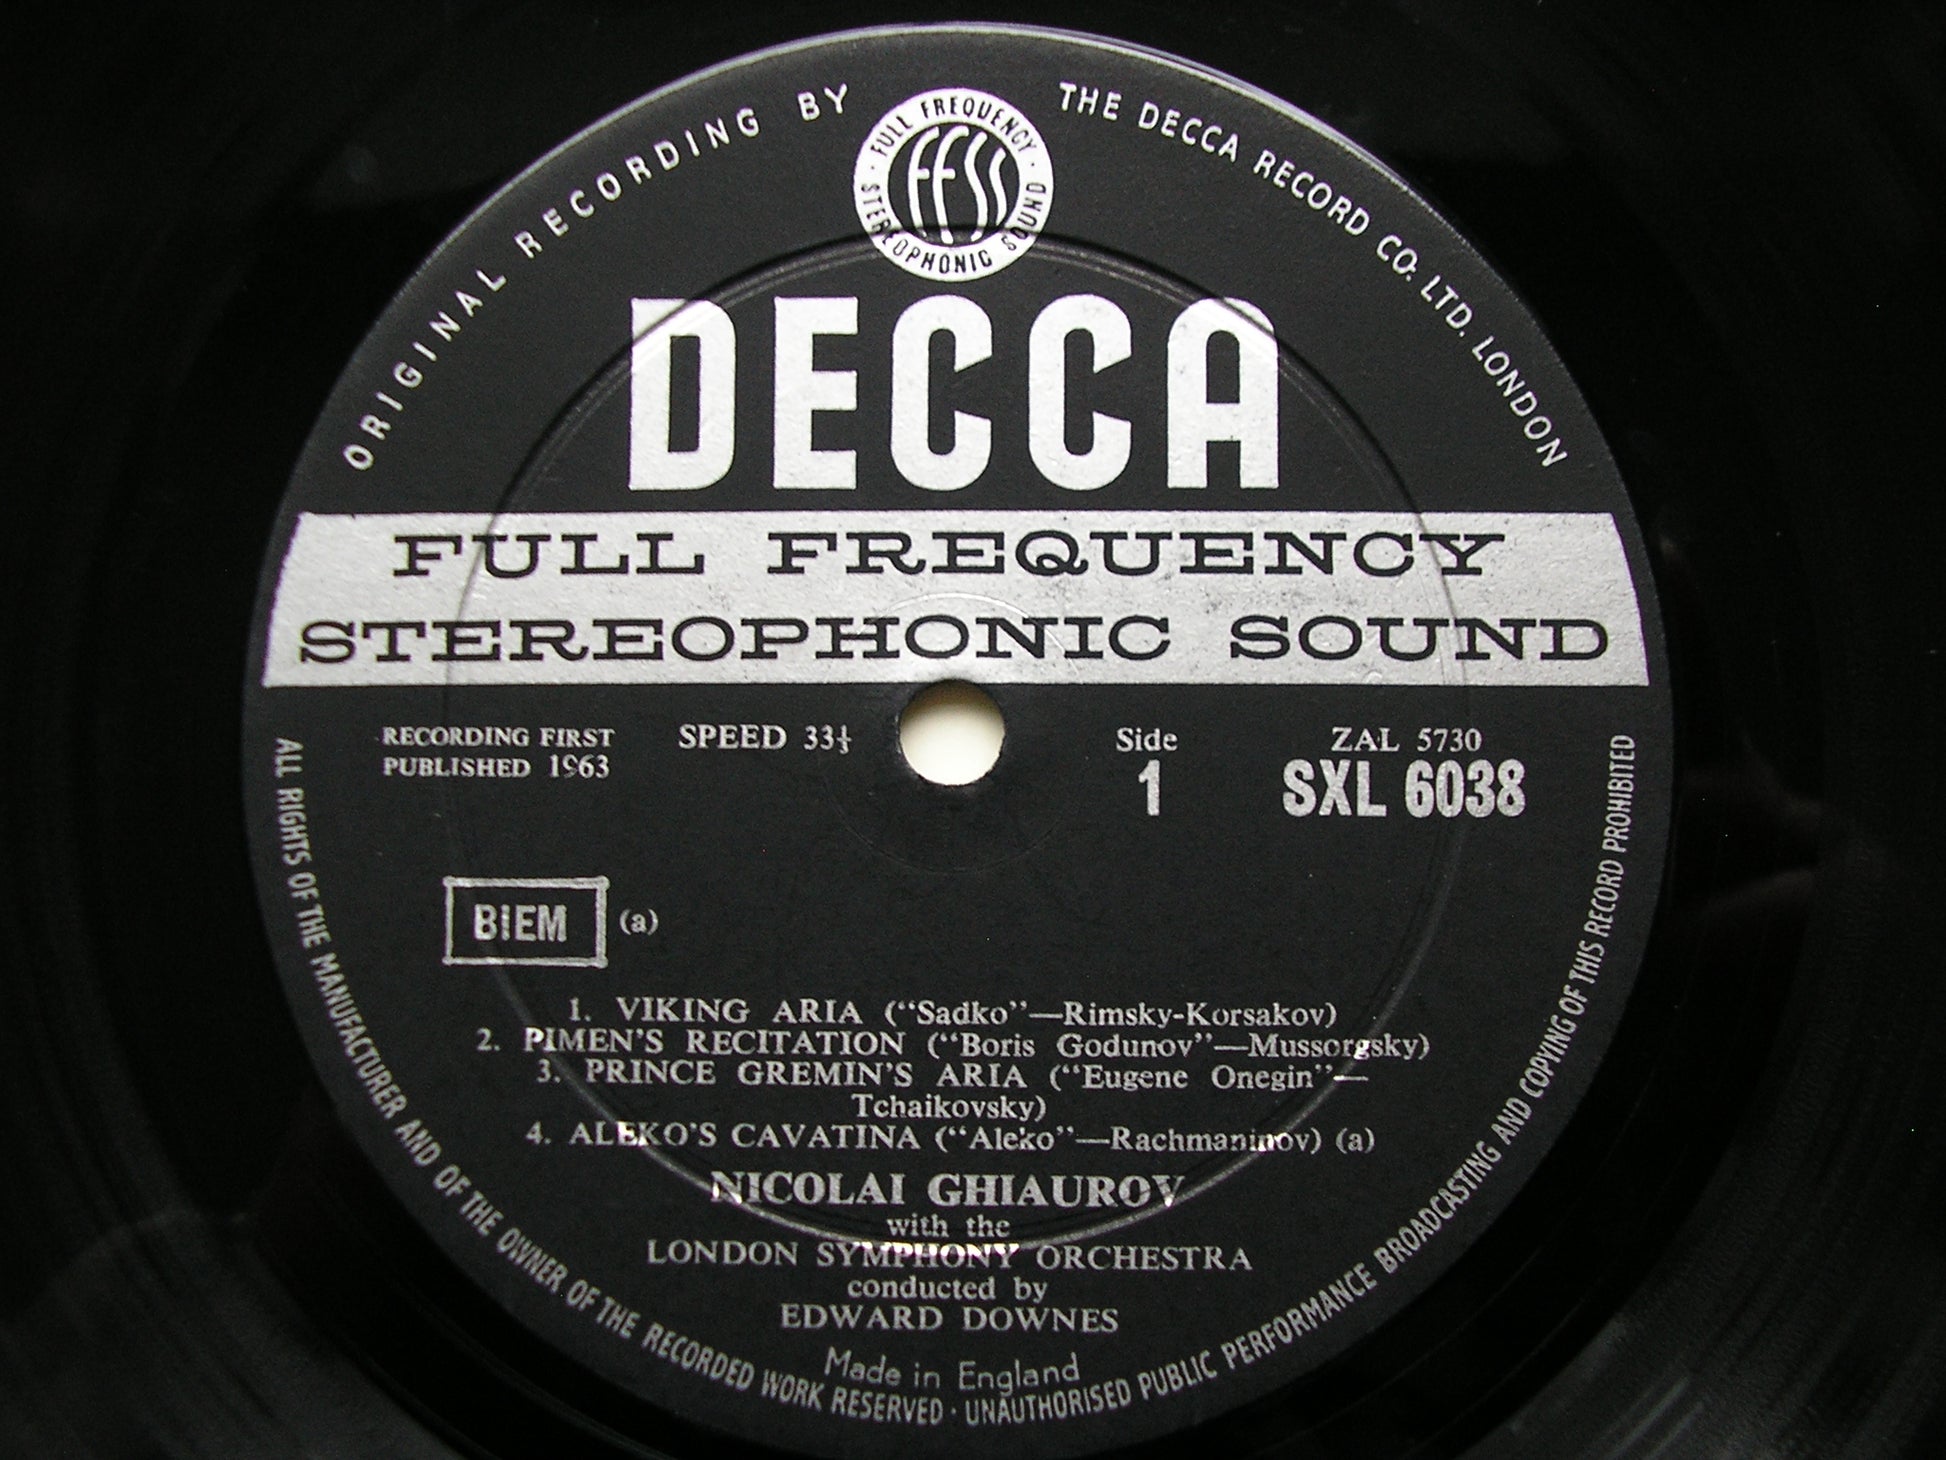 ORIGINAL RECORDING BY
THE DECCA RECORD CO. LTD. LONDON
· FULL FREQUENCY · STEREOPHONIC SOUND
FFSS
DECCA
FULL FREQUENCY
STEREOPHONIC SOUND
RECORDING FIRST
PUBLISHED 1963
SPEED 33⅓
Side
1
ZAL 5730
SXL 6038
BIEM (a)
1. VIKING ARIA (“Sadko”—Rimsky-Korsakov)
2. PIMEN'S RECITATION (“Boris Godunov”—Mussorgsky)
3. PRINCE GREMIN'S ARIA (“Eugene Onegin”—
Tchaikovsky)
4. ALEKO'S CAVATINA (“Aleko”—Rachmaninov) (a)
NICOLAI GHIAUROV
with the
LONDON SYMPHONY ORCHESTRA
conducted by
EDWARD DOWNES
Made in England
ALL RIGHTS OF THE MANUFACTURER AND OF THE OWNER OF THE RECORDED WORK RESERVED · UNAUTHORISED PUBLIC PERFORMANCE BROADCASTING AND COPYING OF THIS RECORD PROHIBITED